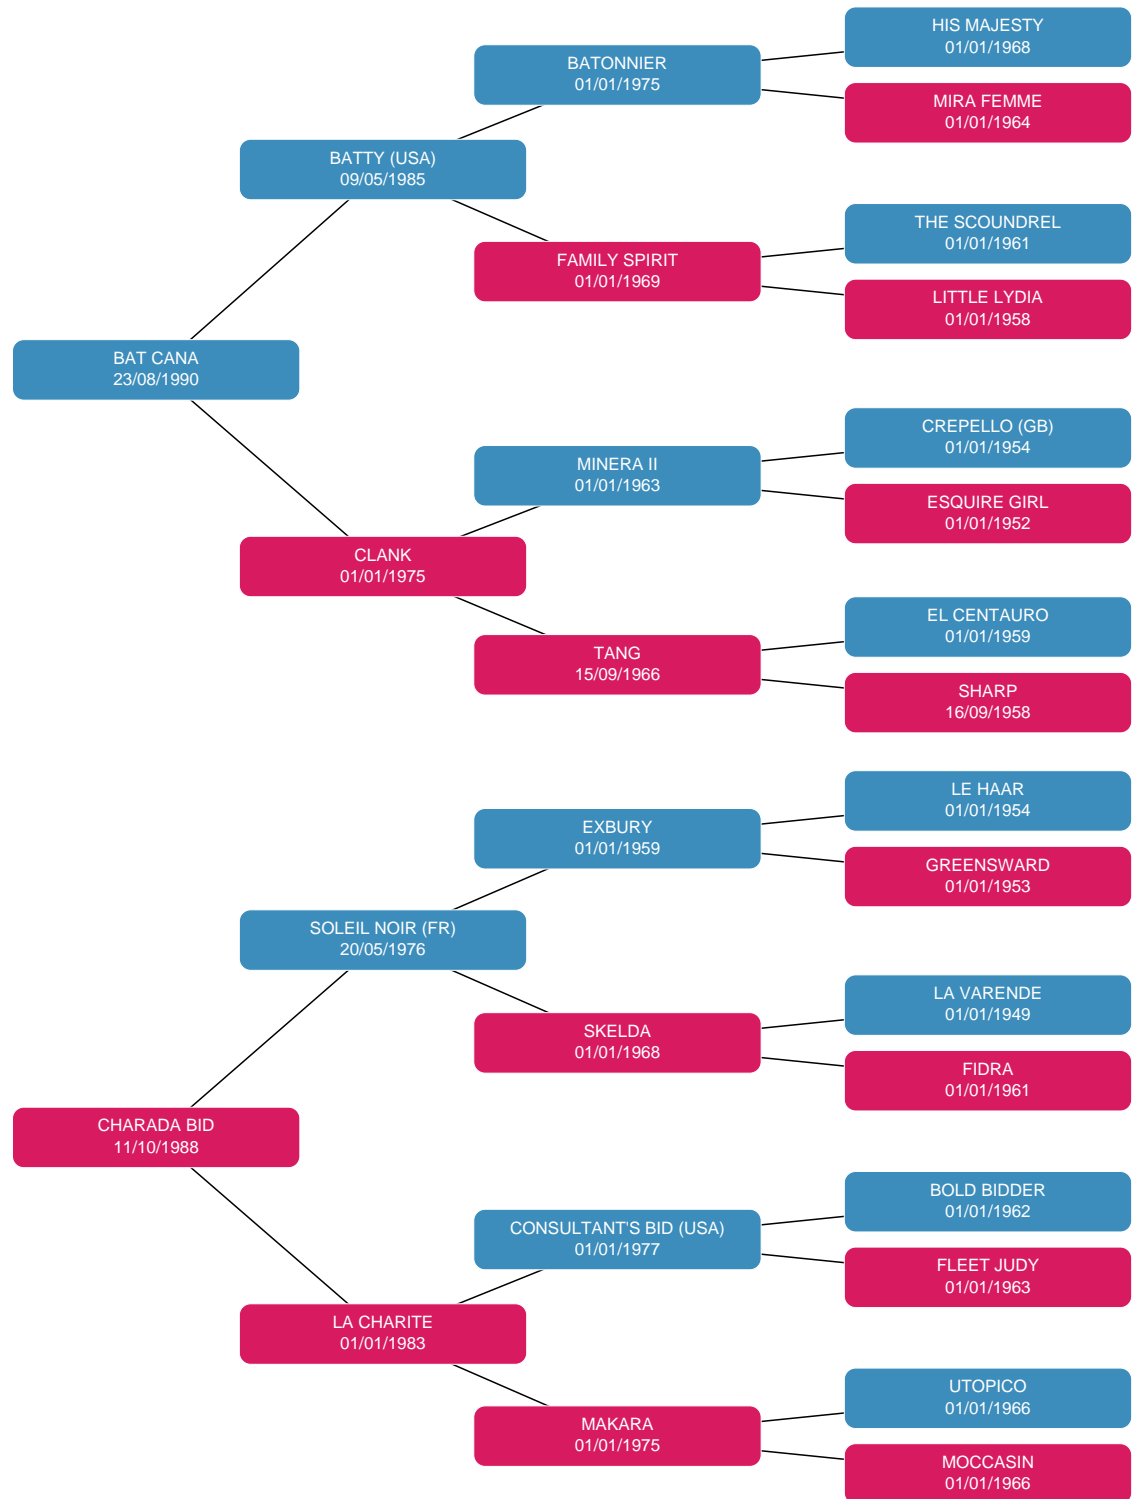 HIS MAJESTY
01/01/1968
BATONNIER
01/01/1975
MIRA FEMME
01/01/1964
BATTY (USA)
09/05/1985
THE SCOUNDREL
01/01/1961
FAMILY SPIRIT
01/01/1969
LITTLE LYDIA
01/01/1958
BAT CANA
23/08/1990
CREPELLO (GB)
01/01/1954
MINERA II
01/01/1963
ESQUIRE GIRL
01/01/1952
CLANK
01/01/1975
EL CENTAURO
01/01/1959
TANG
15/09/1966
SHARP
16/09/1958
LE HAAR
01/01/1954
EXBURY
01/01/1959
GREENSWARD
01/01/1953
SOLEIL NOIR (FR)
20/05/1976
LA VARENDE
01/01/1949
SKELDA
01/01/1968
FIDRA
01/01/1961
CHARADA BID
11/10/1988
BOLD BIDDER
01/01/1962
CONSULTANT'S BID (USA)
01/01/1977
FLEET JUDY
01/01/1963
LA CHARITE
01/01/1983
UTOPICO
01/01/1966
MAKARA
01/01/1975
MOCCASIN
01/01/1966